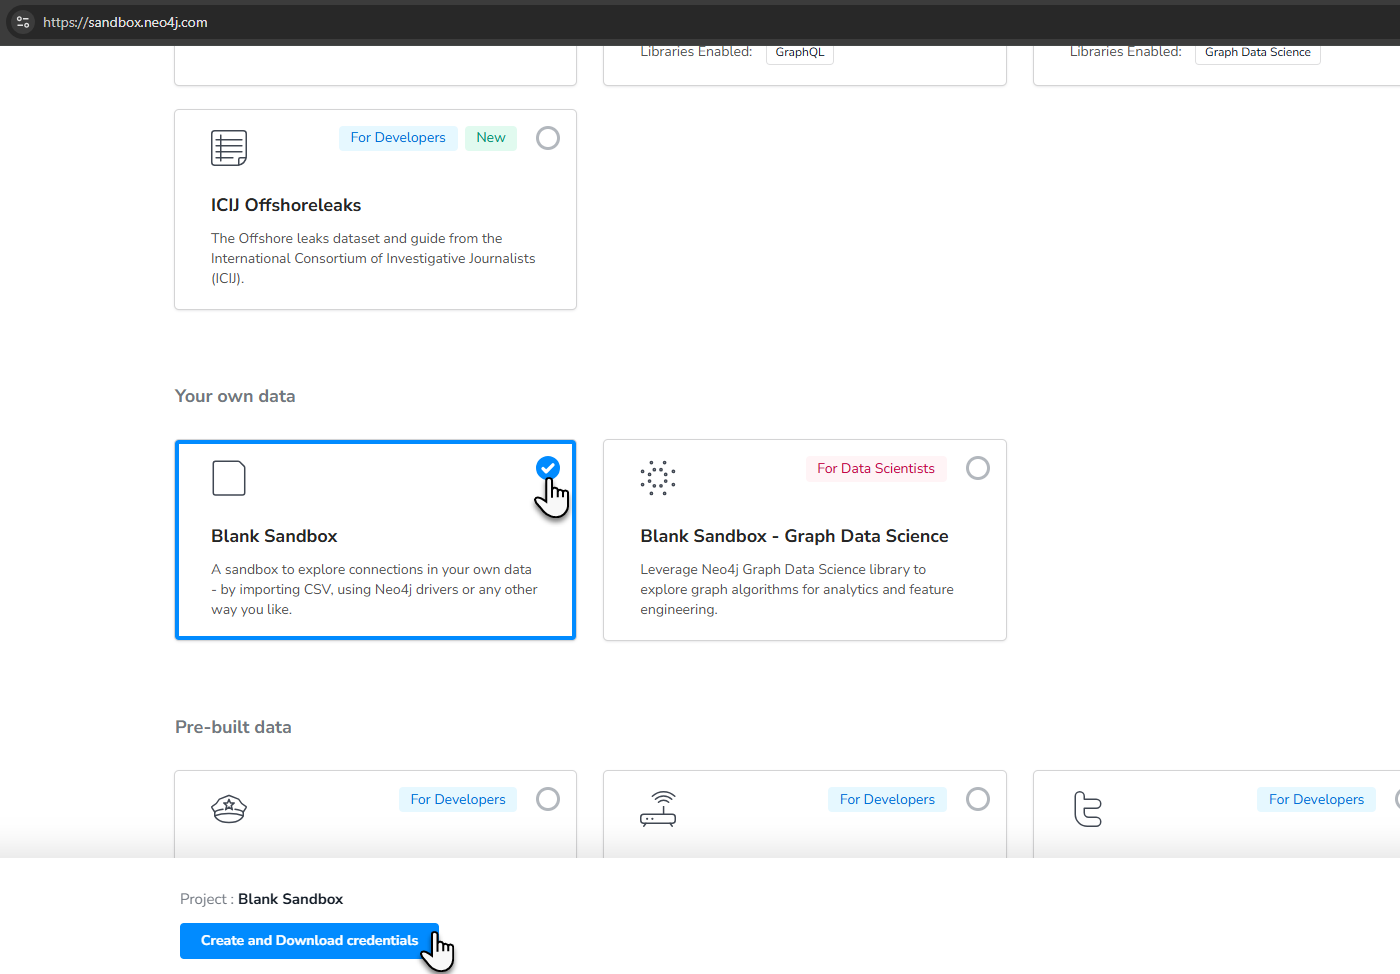 https://sandbox.neo4j.com
Libraries Enabled: GraphQL
Libraries Enabled: Graph Data Science
For Developers New
ICIJ Offshoreleaks
The Offshore leaks dataset and guide from the
International Consortium of Investigative Journalists
(ICIJ).
Your own data
Blank Sandbox
A sandbox to explore connections in your own data
- by importing CSV, using Neo4j drivers or any other
way you like.
For Data Scientists
Blank Sandbox - Graph Data Science
Leverage Neo4j Graph Data Science library to
explore graph algorithms for analytics and feature
engineering.
Pre-built data
For Developers
For Developers
For Developers
Project : Blank Sandbox
Create and Download credentials